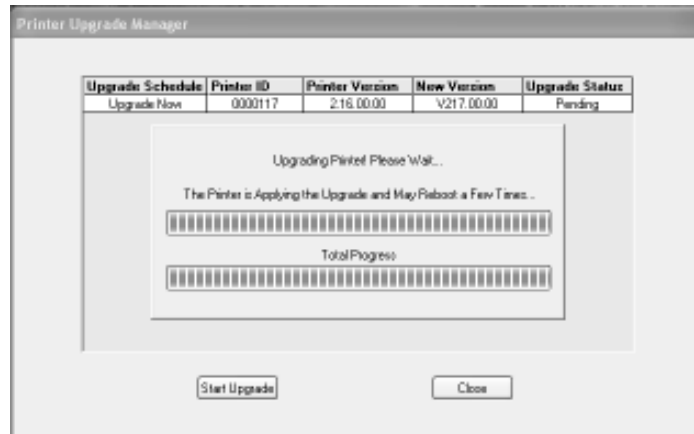 Printer Upgrade Manager
Upgrade Schedule Printer ID Printer Version New Version Upgrade Status
Upgrade Now 0000117 2.16.00.00 V217.00.00 Pending
Upgrading Printer! Please Wait...
The Printer is Applying the Upgrade and May Reboot a Few Times...
Total Progress
Start Upgrade Close